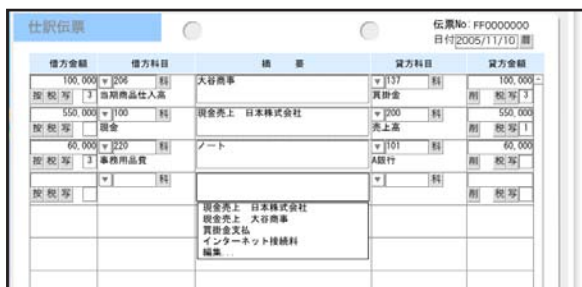 仕訳伝票
伝票No：FF0000000
日付 2005/11/10
借方金額 借方科目 摘 要 貸方科目 貸方金額
100,000 206 科 大谷商事 137 科 100,000
按 税 写 3 当期商品仕入高 買掛金 削 税 写 3
550,000 100 科 現金売上 日本株式会社 200 科 550,000
按 税 写 現金 売上高 削 税 写 1
60,000 220 科 ノート 101 科 60,000
按 税 写 3 事務用品費 A銀行 削 税 写
科 科
按 税 写 削 税 写
現金売上 日本株式会社
現金売上 大谷商事
買掛金支払
インターネット接続料
編集...